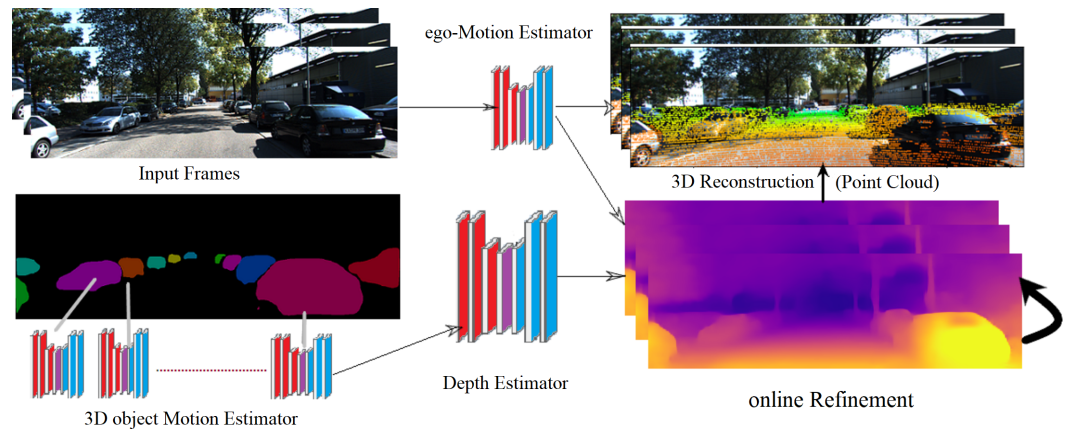 ego-Motion Estimator
Input Frames
3D Reconstruction (Point Cloud)
Depth Estimator
online Refinement
3D object Motion Estimator